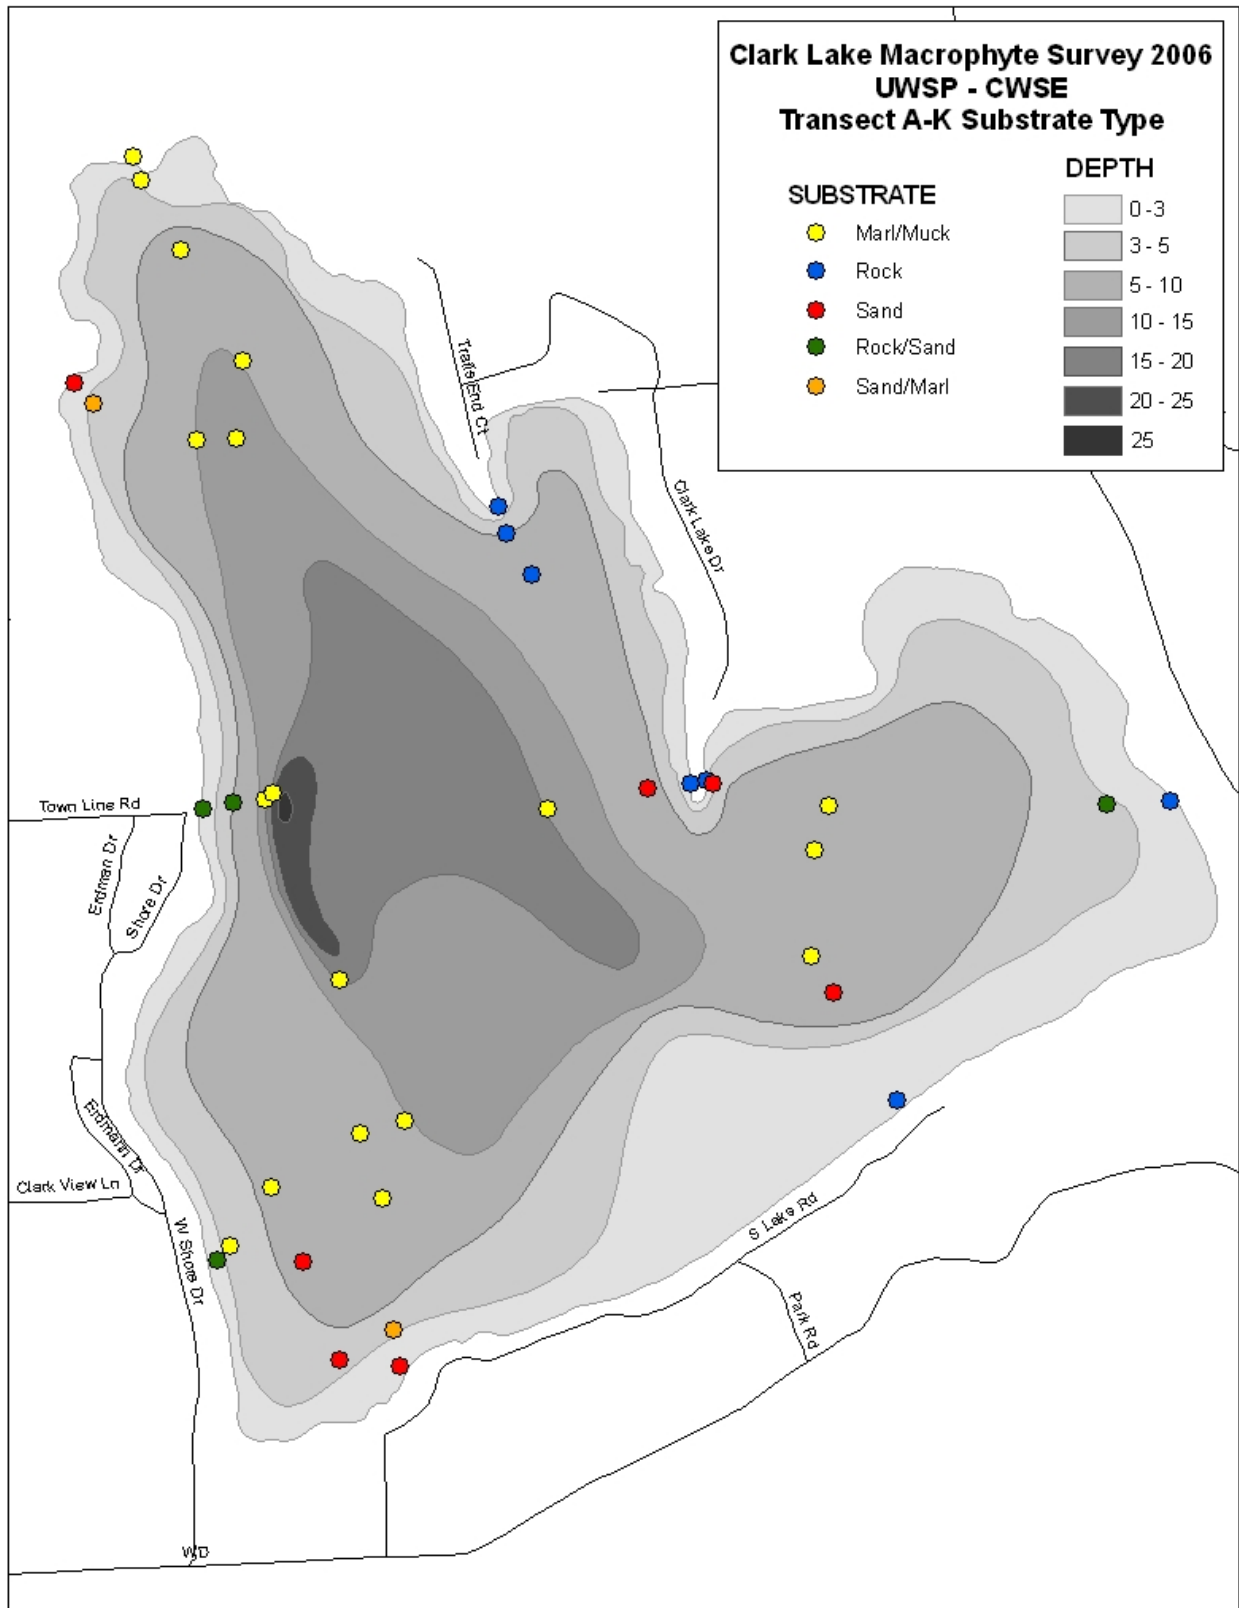 Clark Lake Macrophyte Survey 2006
UWSP - CWSE
Transect A-K Substrate Type
SUBSTRATE
Marl/Muck
Rock
Sand
Rock/Sand
Sand/Marl
DEPTH
0 -3
3 - 5
5 - 10
10 - 15
15 - 20
20 - 25
25
Trails End Ct
Clark Lake Dr
Town Line Rd
Erdman Dr
Shore Dr
Erdmann Dr
Clark View Ln
W Shore Dr
S Lake Rd
Park Rd
WD